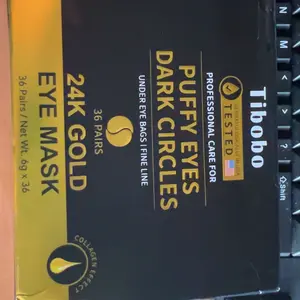 Tibobo
TESTED
PROFESSIONAL CARE FOR
PUFFY EYES
DARK CIRCLES
UNDER EYE BAGS | FINE LINE
36 PAIRS
24K GOLD
EYE MASK
36 Pairs / Net Wt. 6g x 36
COLLAGEN EFFECT
N
M
<
>
?
Shift